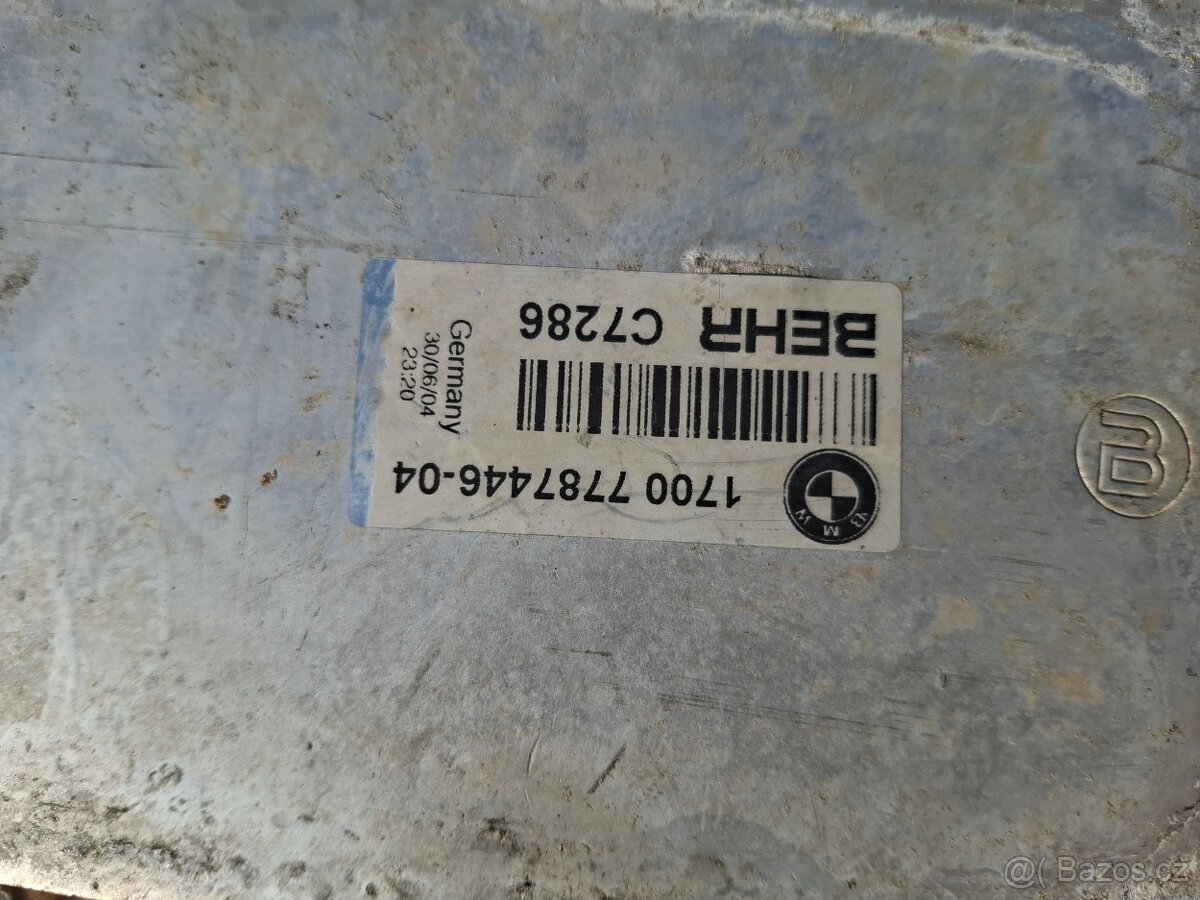 BEHR C7286
Germany
30/06/04
23:20
BMW
1700 7787446-04
B
@( Bazos.cz